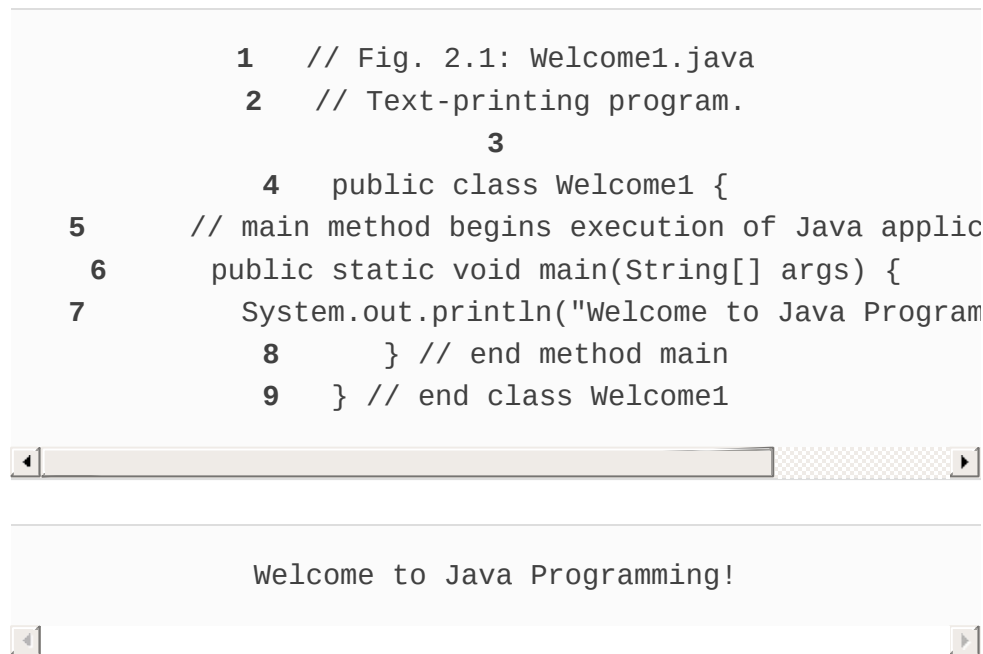 1 // Fig. 2.1: Welcome1.java
2 // Text-printing program.
3
4 public class Welcome1 {
5 // main method begins execution of Java applic
6 public static void main(String[] args) {
7 System.out.println("Welcome to Java Program
8 } // end method main
9 } // end class Welcome1
Welcome to Java Programming!